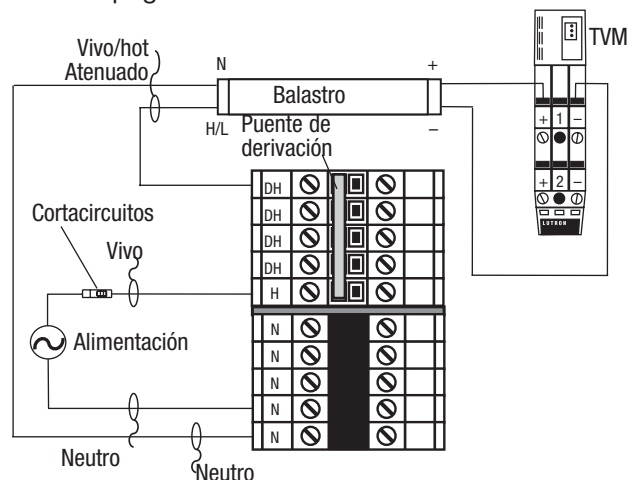 Vivo/hot
Atenuado
N
+
TVM
Balastro
H/L
–
Puente de
derivación
+ 1 –
+ 2 –
LUTRON
DH
DH
DH
DH
H
Cortacircuitos
Vivo
Alimentación
N
N
N
N
N
Neutro
Neutro